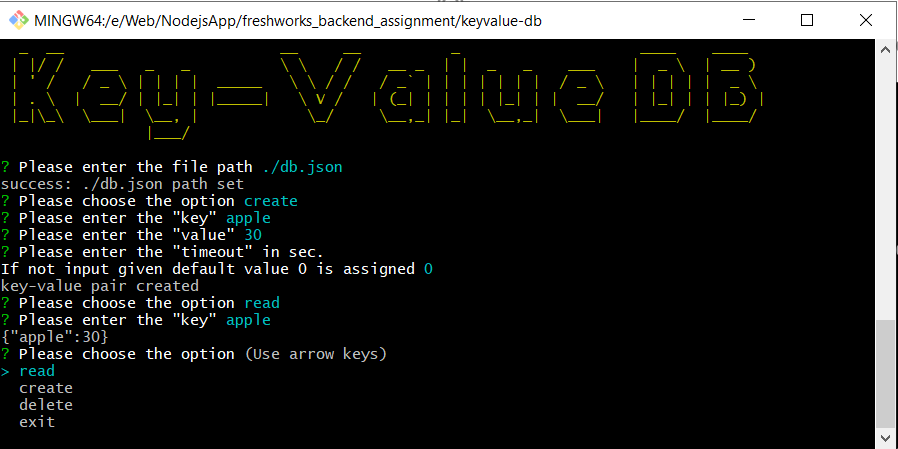 MINGW64:/e/Web/NodejsApp/freshworks_backend_assignment/keyvalue-db
Key-Value DB
? Please enter the file path ./db.json
success: ./db.json path set
? Please choose the option create
? Please enter the "key" apple
? Please enter the "value" 30
? Please enter the "timeout" in sec.
If not input given default value 0 is assigned 0
key-value pair created
? Please choose the option read
? Please enter the "key" apple
{"apple":30}
? Please choose the option (Use arrow keys)
> read
create
delete
exit